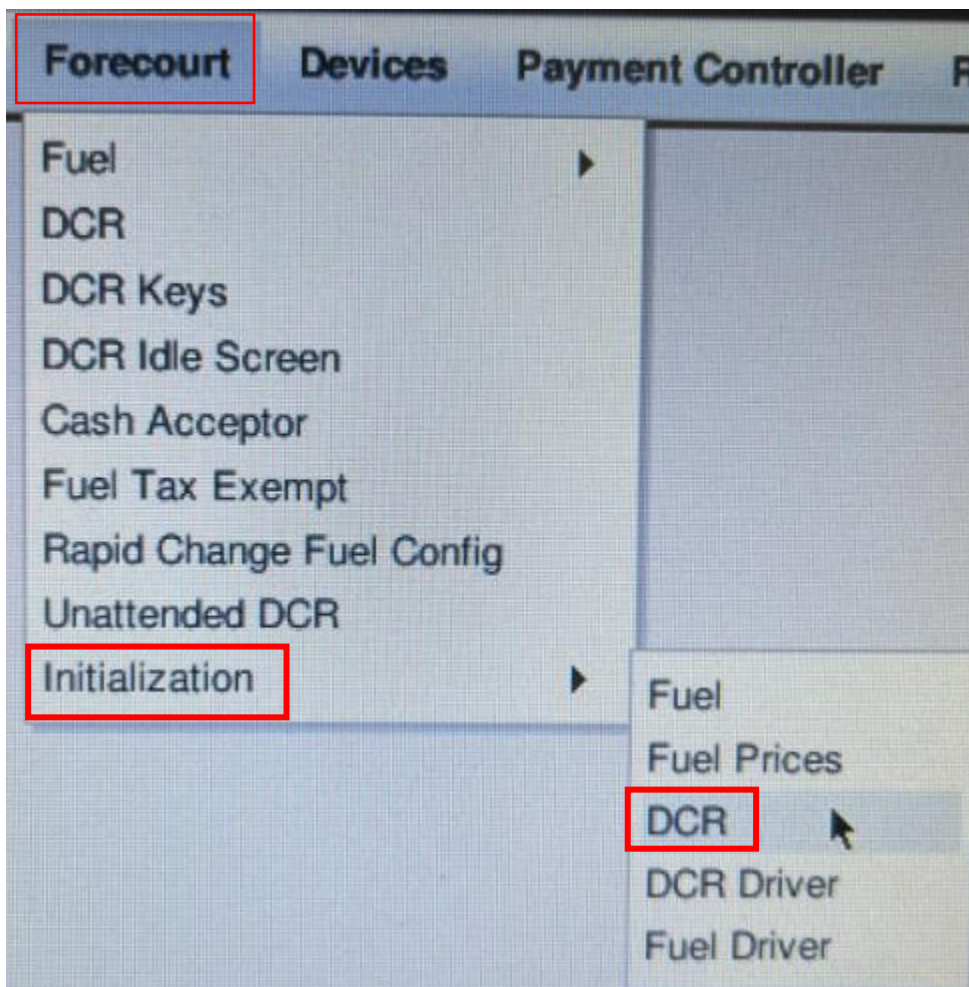 Forecourt Devices Payment Controller
Fuel
DCR
DCR Keys
DCR Idle Screen
Cash Acceptor
Fuel Tax Exempt
Rapid Change Fuel Config
Unattended DCR
Initialization
Fuel
Fuel Prices
DCR
DCR Driver
Fuel Driver